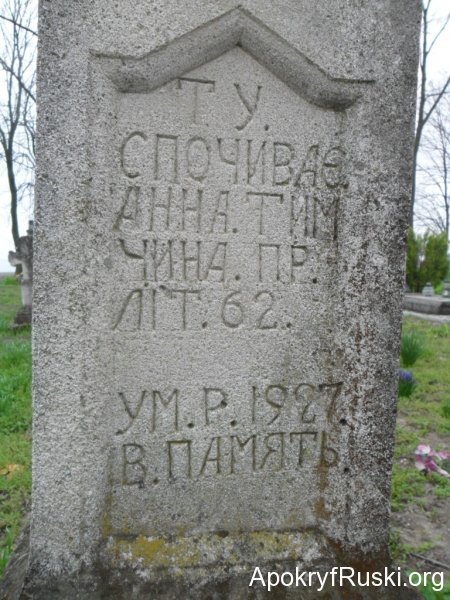 ТУ.
СПОЧИВАЄ
АННА. ТИМ
ЧИНА. ПР.
ЛІТ. 62.
УМ. Р. 1927.
В. ПАМЯТЬ.
ApokryfRuski.org